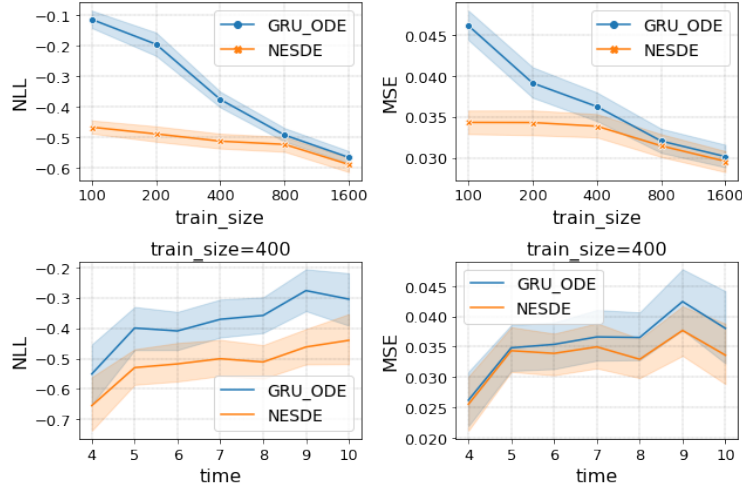 −0.1
−0.2
−0.3
−0.4
−0.5
−0.6
NLL
GRU_ODE
NESDE
100
200
400
800
1600
train_size
0.045
0.040
0.035
0.030
MSE
GRU_ODE
NESDE
100
200
400
800
1600
train_size
train_size=400
−0.2
−0.3
−0.4
−0.5
−0.6
−0.7
NLL
GRU_ODE
NESDE
4
5
6
7
8
9
10
time
train_size=400
0.045
0.040
0.035
0.030
0.025
0.020
MSE
GRU_ODE
NESDE
4
5
6
7
8
9
10
time